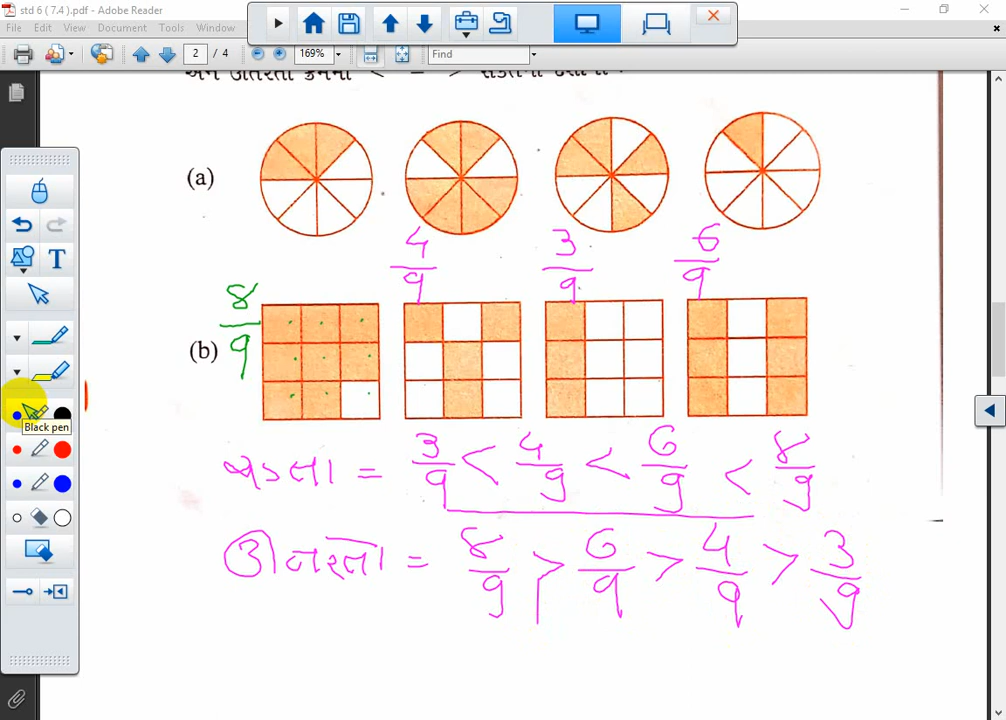 std 6 ( 7.4 ).pdf - Adobe Reader
File Edit View Document Tools Window
2 / 4 169% Find
(a)
4/9 3/9 6/9
8/9
(b)
Black pen
ચડતા = 3/9 < 4/9 < 6/9 < 8/9
ઊતરતા = 8/9 > 6/9 > 4/9 > 3/9